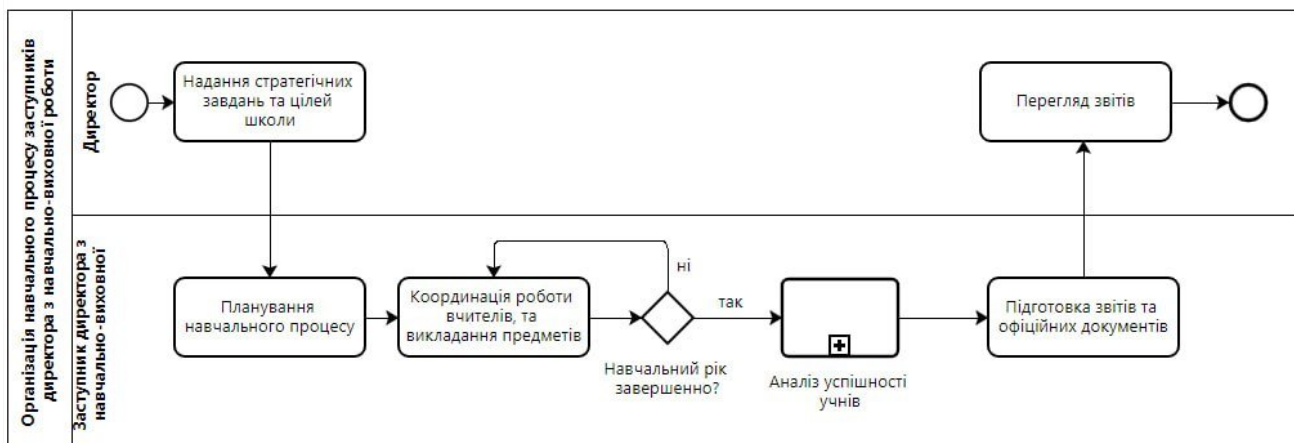 Організація навчального процесу заступників
директора з навчально-виховної роботи
Директор
Надання стратегічних
завдань та цілей
школи
Перегляд звітів
Заступник директора з
навчально-виховної
Планування
навчального процесу
Координація роботи
вчителів, та
викладання предметів
ні
так
Навчальний рік
завершенно?
Аналіз успішності
учнів
Підготовка звітів та
офіційних документів